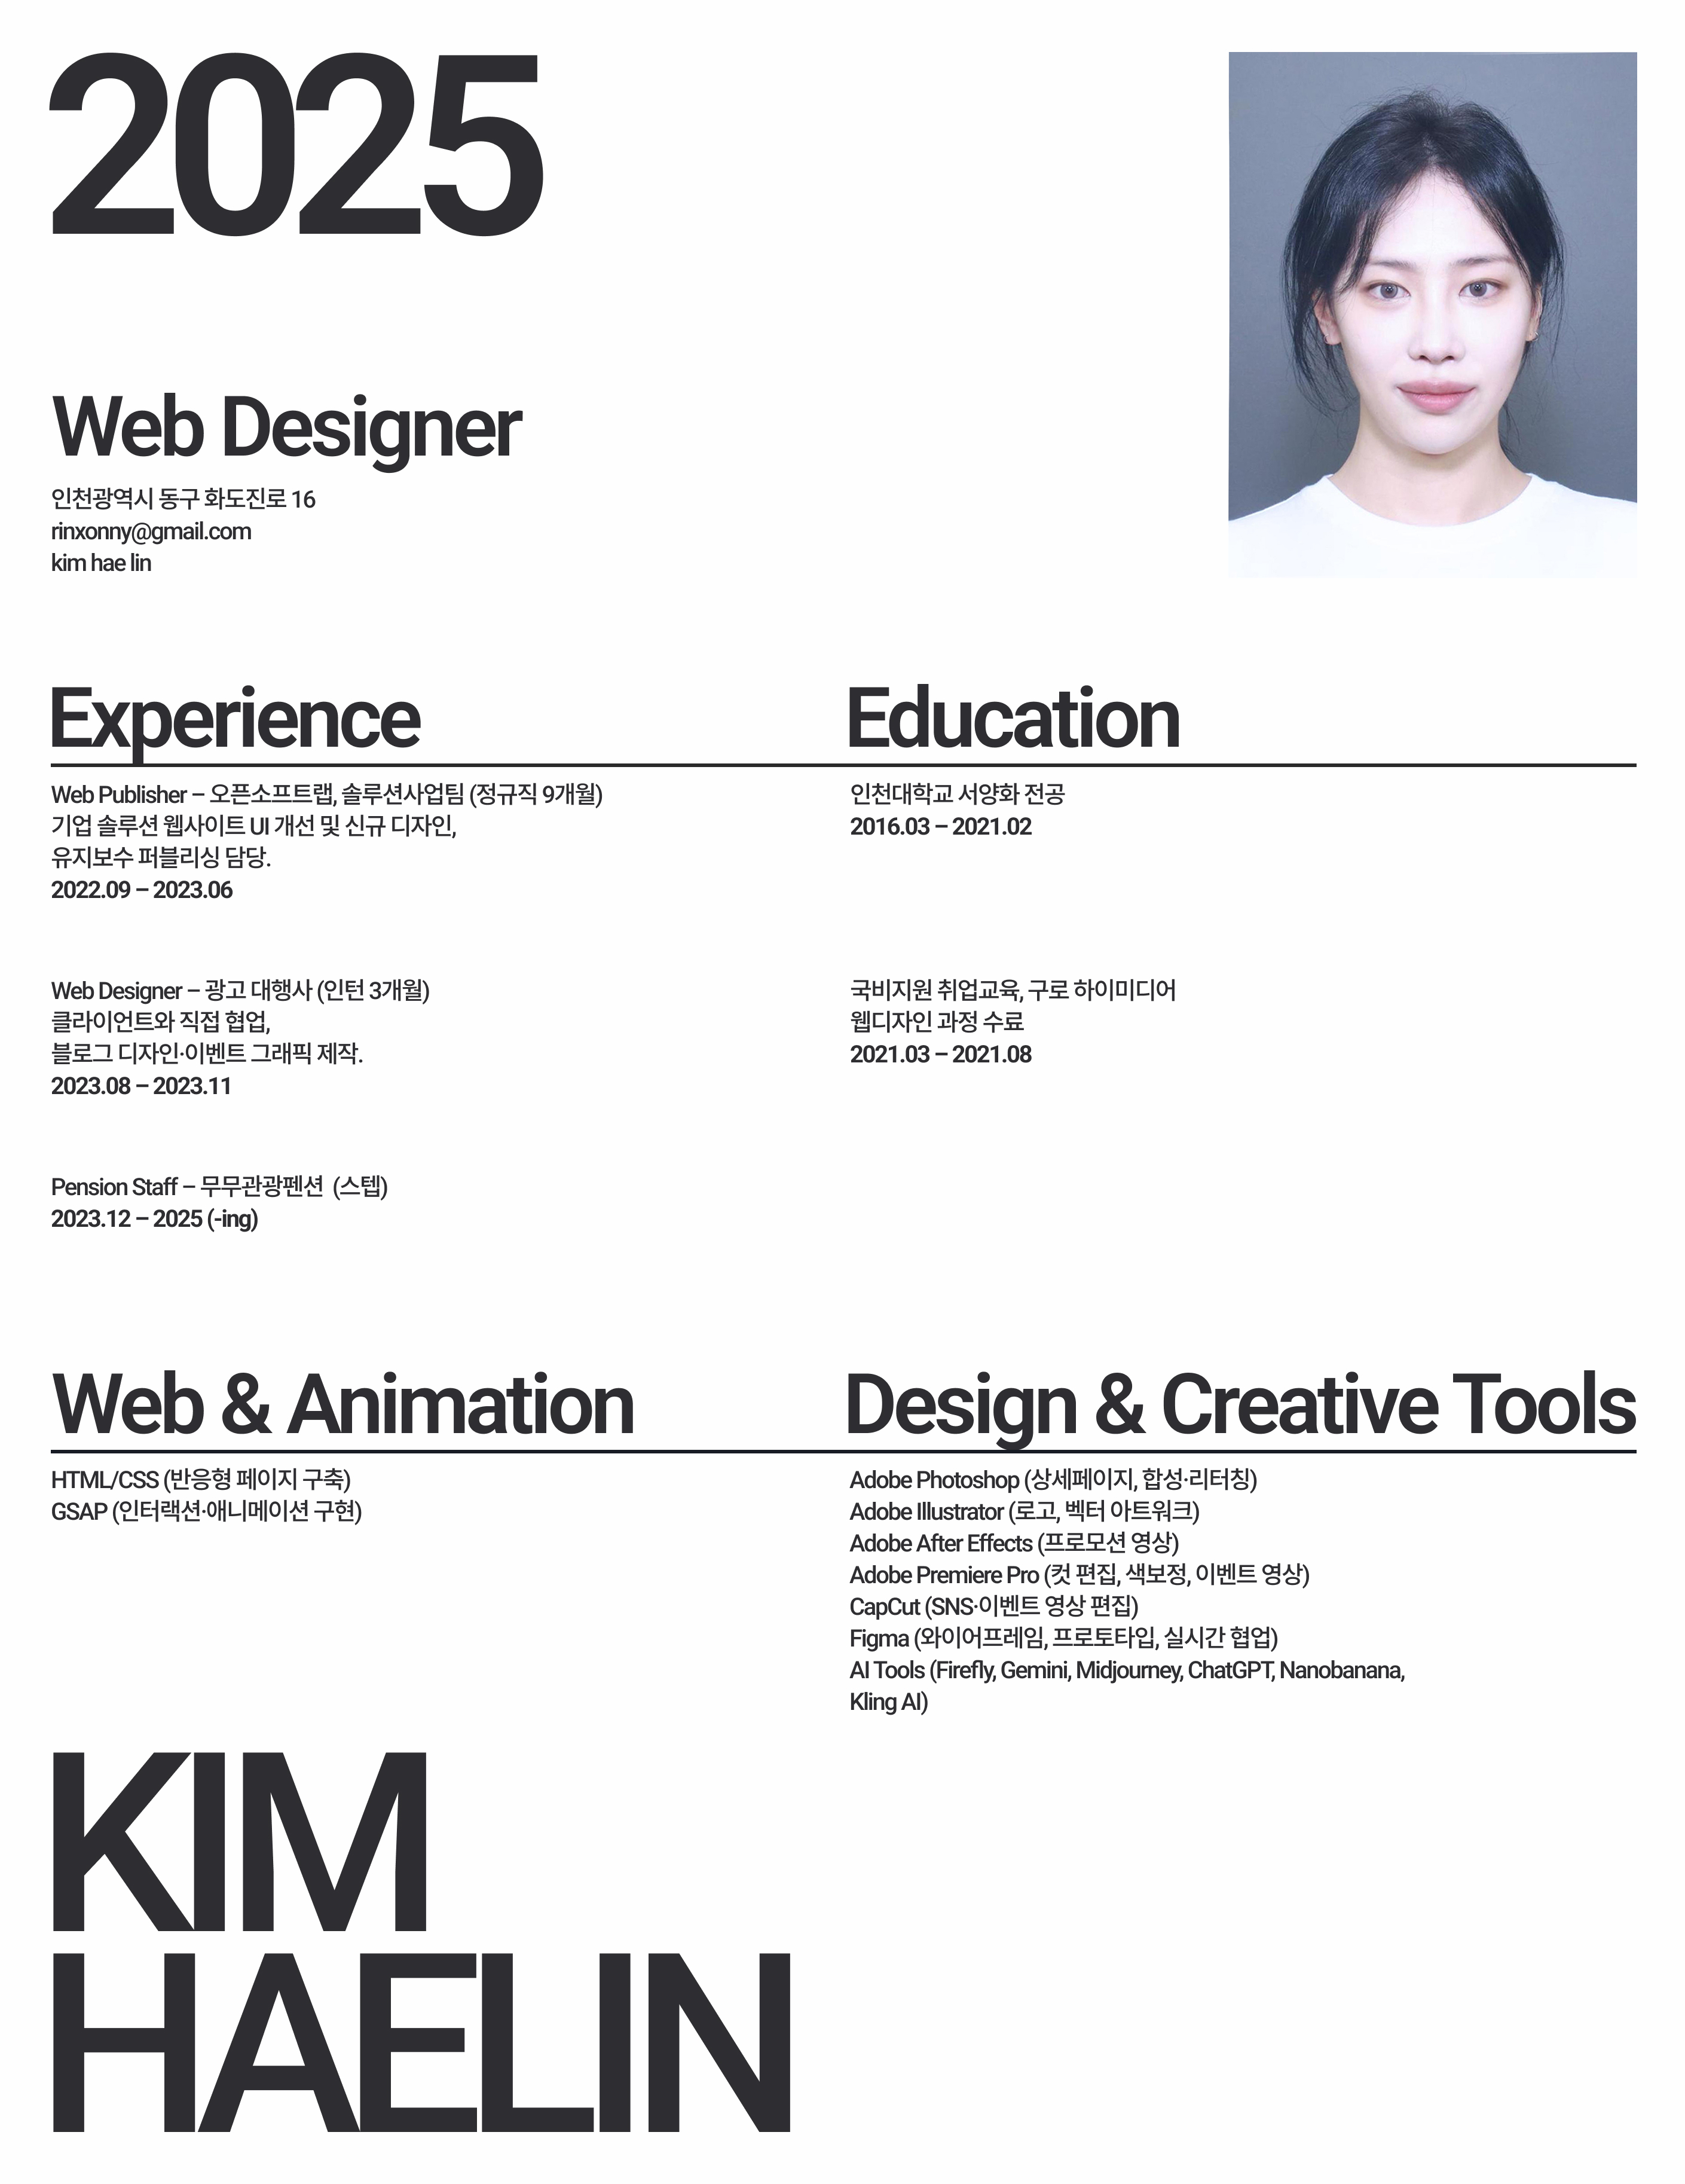 2025
Web Designer
인천광역시 동구 화도진로 16
rinxonny@gmail.com
kim hae lin
Experience
Web Publisher – 오픈소프트랩, 솔루션사업팀 (정규직 9개월)
기업 솔루션 웹사이트 UI 개선 및 신규 디자인,
유지보수 퍼블리싱 담당.
2022.09 – 2023.06
Web Designer – 광고 대행사 (인턴 3개월)
클라이언트와 직접 협업,
블로그 디자인·이벤트 그래픽 제작.
2023.08 – 2023.11
Pension Staff – 무무관광펜션 (스텝)
2023.12 – 2025 (-ing)
Education
인천대학교 서양화 전공
2016.03 – 2021.02
국비지원 취업교육, 구로 하이미디어
웹디자인 과정 수료
2021.03 – 2021.08
Web & Animation
HTML/CSS (반응형 페이지 구축)
GSAP (인터랙션·애니메이션 구현)
Design & Creative Tools
Adobe Photoshop (상세페이지, 합성·리터칭)
Adobe Illustrator (로고, 벡터 아트워크)
Adobe After Effects (프로모션 영상)
Adobe Premiere Pro (컷 편집, 색보정, 이벤트 영상)
CapCut (SNS·이벤트 영상 편집)
Figma (와이어프레임, 프로토타입, 실시간 협업)
AI Tools (Firefly, Gemini, Midjourney, ChatGPT, Nanobanana,
Kling AI)
KIM
HAELIN